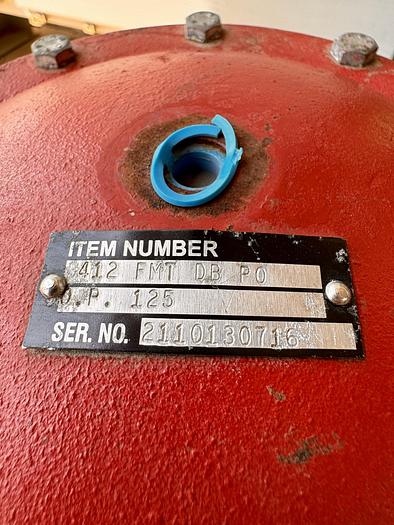 ITEM NUMBER
412 FMT DB PO
O.P. 125
SER. NO. 2110130716